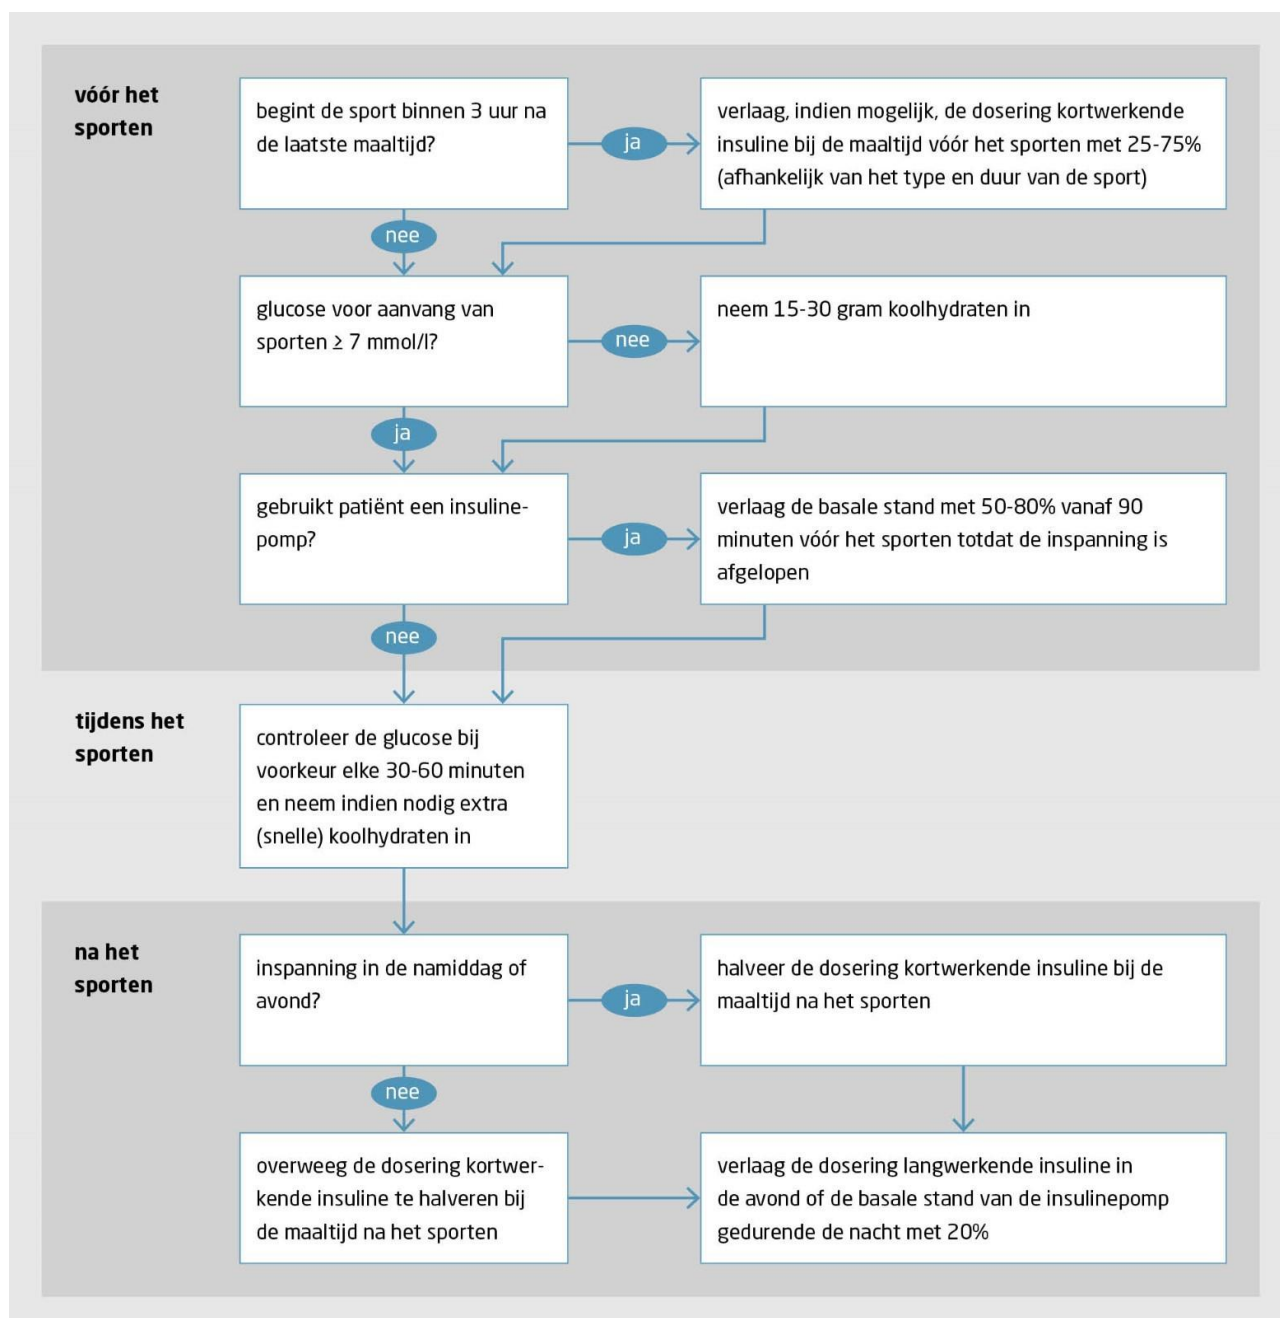 vóór het
sporten
begint de sport binnen 3 uur na
de laatste maaltijd?
ja
verlaag, indien mogelijk, de dosering kortwerkende
insuline bij de maaltijd vóór het sporten met 25-75%
(afhankelijk van het type en duur van de sport)
nee
glucose voor aanvang van
sporten ≥ 7 mmol/l?
nee
neem 15-30 gram koolhydraten in
ja
gebruikt patiënt een insuline-
pomp?
ja
verlaag de basale stand met 50-80% vanaf 90
minuten vóór het sporten totdat de inspanning is
afgelopen
nee
tijdens het
sporten
controleer de glucose bij
voorkeur elke 30-60 minuten
en neem indien nodig extra
(snelle) koolhydraten in
na het
sporten
inspanning in de namiddag of
avond?
ja
halveer de dosering kortwerkende insuline bij de
maaltijd na het sporten
nee
overweeg de dosering kortwer-
kende insuline te halveren bij
de maaltijd na het sporten
verlaag de dosering langwerkende insuline in
de avond of de basale stand van de insulinepomp
gedurende de nacht met 20%